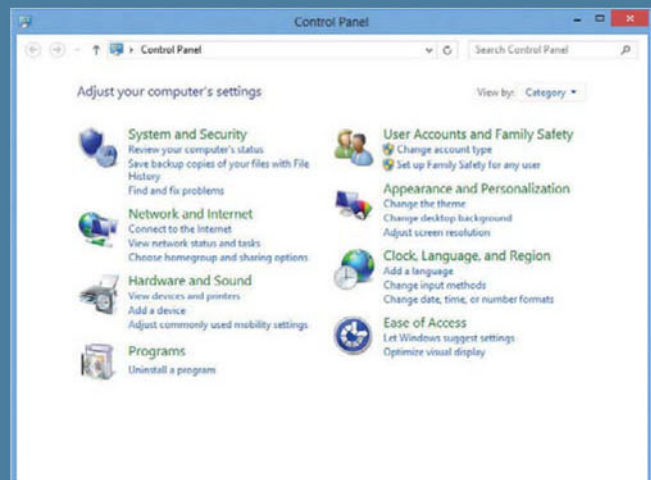 Control Panel
Control Panel
Search Control Panel
Adjust your computer's settings
View by: Category
System and Security
Review your computer's status
Save backup copies of your files with File
History
Find and fix problems
Network and Internet
Connect to the Internet
View network status and tasks
Choose homegroup and sharing options
Hardware and Sound
View devices and printers
Add a device
Adjust commonly used mobility settings
Programs
Uninstall a program
User Accounts and Family Safety
Change account type
Set up Family Safety for any user
Appearance and Personalization
Change the theme
Change desktop background
Adjust screen resolution
Clock, Language, and Region
Add a language
Change input methods
Change date, time, or number formats
Ease of Access
Let Windows suggest settings
Optimize visual display